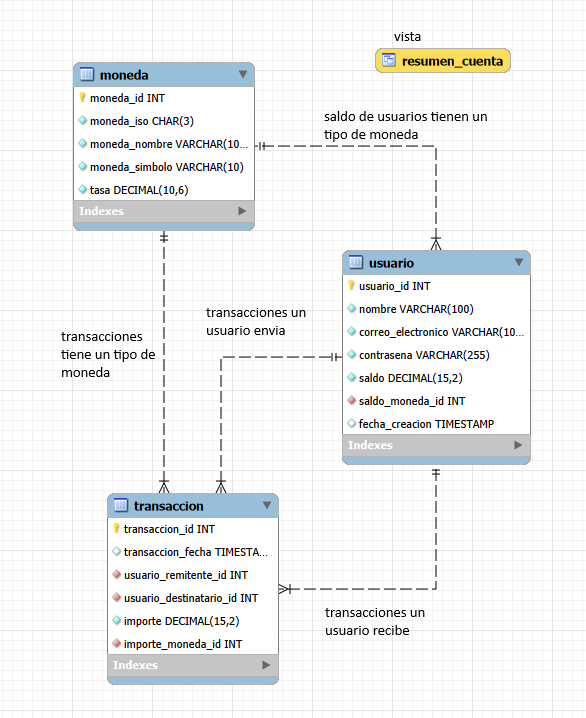 vista
resumen_cuenta
moneda
moneda_id INT
moneda_iso CHAR(3)
moneda_nombre VARCHAR(10...
moneda_simbolo VARCHAR(10)
tasa DECIMAL(10,6)
Indexes
saldo de usuarios tienen un
tipo de moneda
usuario
usuario_id INT
nombre VARCHAR(100)
correo_electronico VARCHAR(10...
contrasena VARCHAR(255)
saldo DECIMAL(15,2)
saldo_moneda_id INT
fecha_creacion TIMESTAMP
Indexes
transacciones un
usuario envia
transacciones
tiene un tipo de
moneda
transaccion
transaccion_id INT
transaccion_fecha TIMESTA...
usuario_remitente_id INT
usuario_destinatario_id INT
importe DECIMAL(15,2)
importe_moneda_id INT
Indexes
transacciones un
usuario recibe